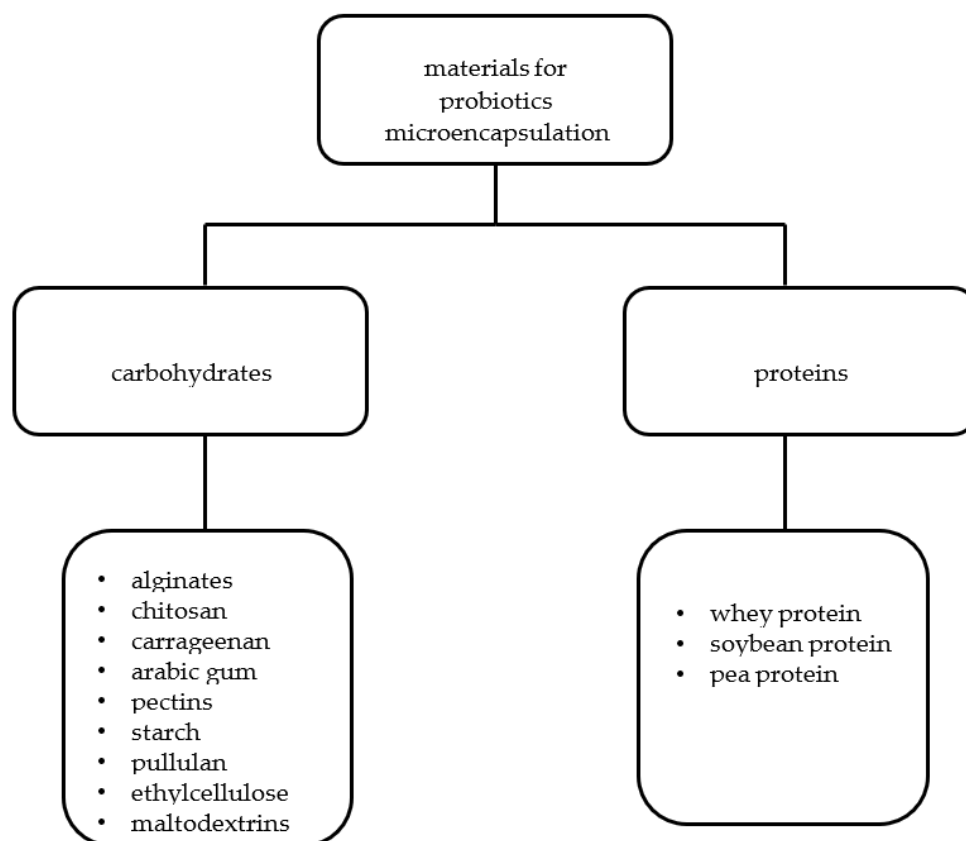 materials for
probiotics
microencapsulation
carbohydrates
proteins
• alginates
• chitosan
• carrageenan
• arabic gum
• pectins
• starch
• pullulan
• ethylcellulose
• maltodextrins
• whey protein
• soybean protein
• pea protein